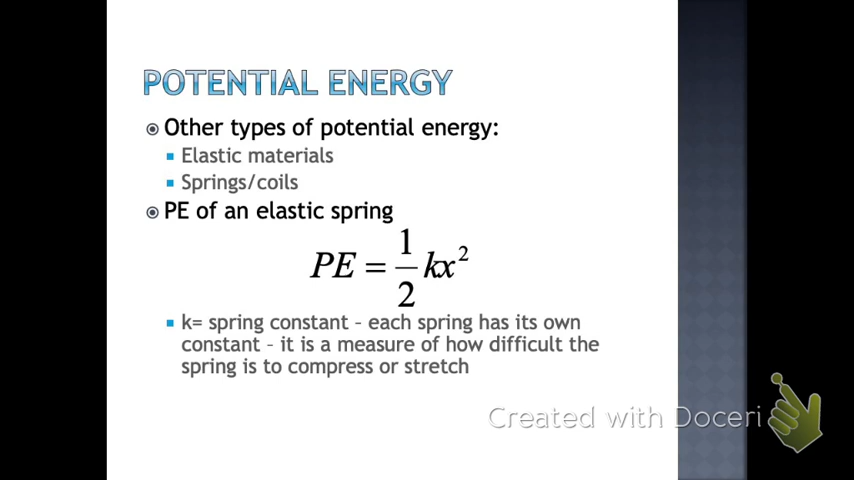 POTENTIAL ENERGY
Other types of potential energy:
Elastic materials
Springs/coils
PE of an elastic spring
PE = 1/2 kx²
k= spring constant – each spring has its own
constant – it is a measure of how difficult the
spring is to compress or stretch
Created with Doceri